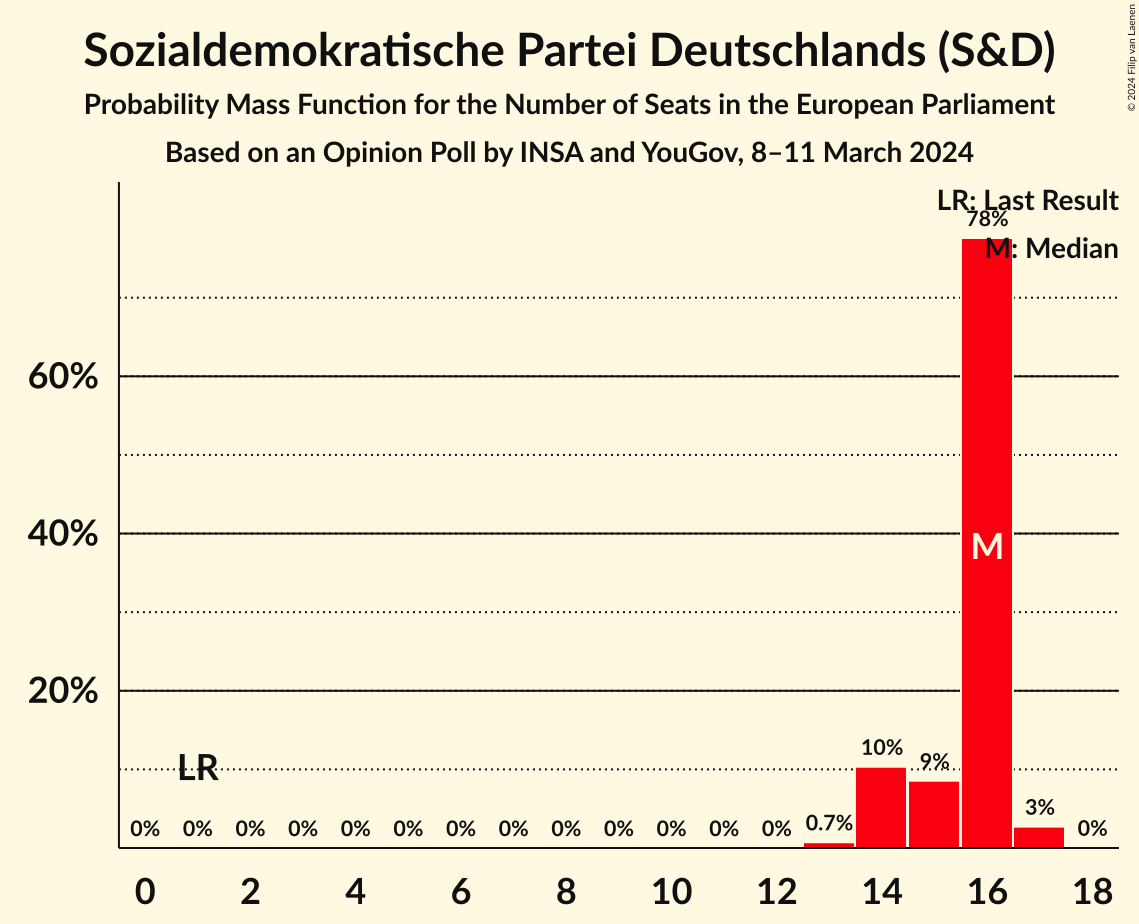 Sozialdemokratische Partei Deutschlands (S&D)
Probability Mass Function for the Number of Seats in the European Parliament
Based on an Opinion Poll by INSA and YouGov, 8–11 March 2024
© 2024 Filip van Laenen
LR: Last Result
78%
M: Median
60%
40%
M
20%
LR
10%
9%
3%
0% 0% 0% 0% 0% 0% 0% 0% 0% 0% 0% 0% 0% 0.7% 0%
0 2 4 6 8 10 12 14 16 18